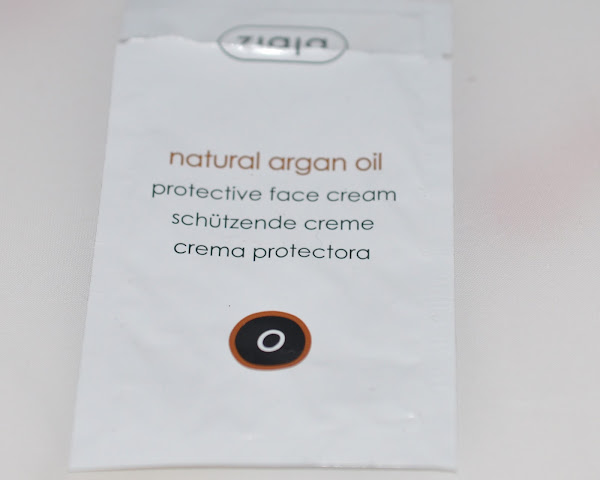 ziaja
natural argan oil
protective face cream
schützende creme
crema protectora